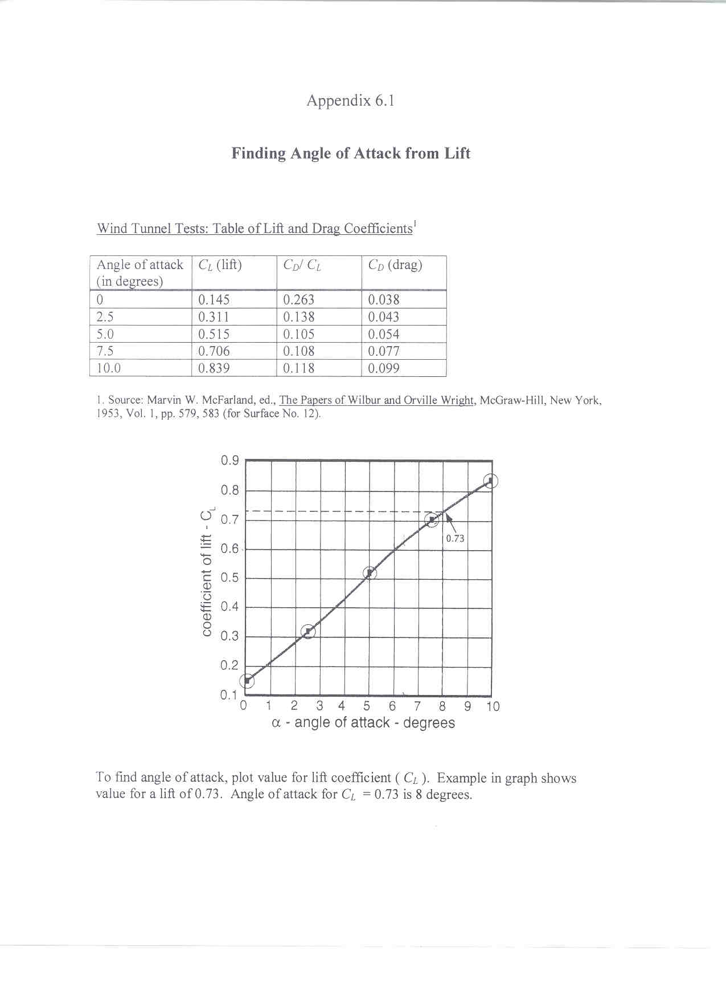 Appendix 6.1
Finding Angle of Attack from Lift
Wind Tunnel Tests: Table of Lift and Drag Coefficients1
Angle of attack (in degrees) CL (lift) CD/ CL CD (drag)
0 0.145 0.263 0.038
2.5 0.311 0.138 0.043
5.0 0.515 0.105 0.054
7.5 0.706 0.108 0.077
10.0 0.839 0.118 0.099
1. Source: Marvin W. McFarland, ed., The Papers of Wilbur and Orville Wright, McGraw-Hill, New York,
1953, Vol. 1, pp. 579, 583 (for Surface No. 12).
coefficient of lift - CL
0.9
0.8
0.7
0.6
0.5
0.4
0.3
0.2
0.1
0.73
0 1 2 3 4 5 6 7 8 9 10
α - angle of attack - degrees
To find angle of attack, plot value for lift coefficient ( CL ). Example in graph shows
value for a lift of 0.73. Angle of attack for CL = 0.73 is 8 degrees.